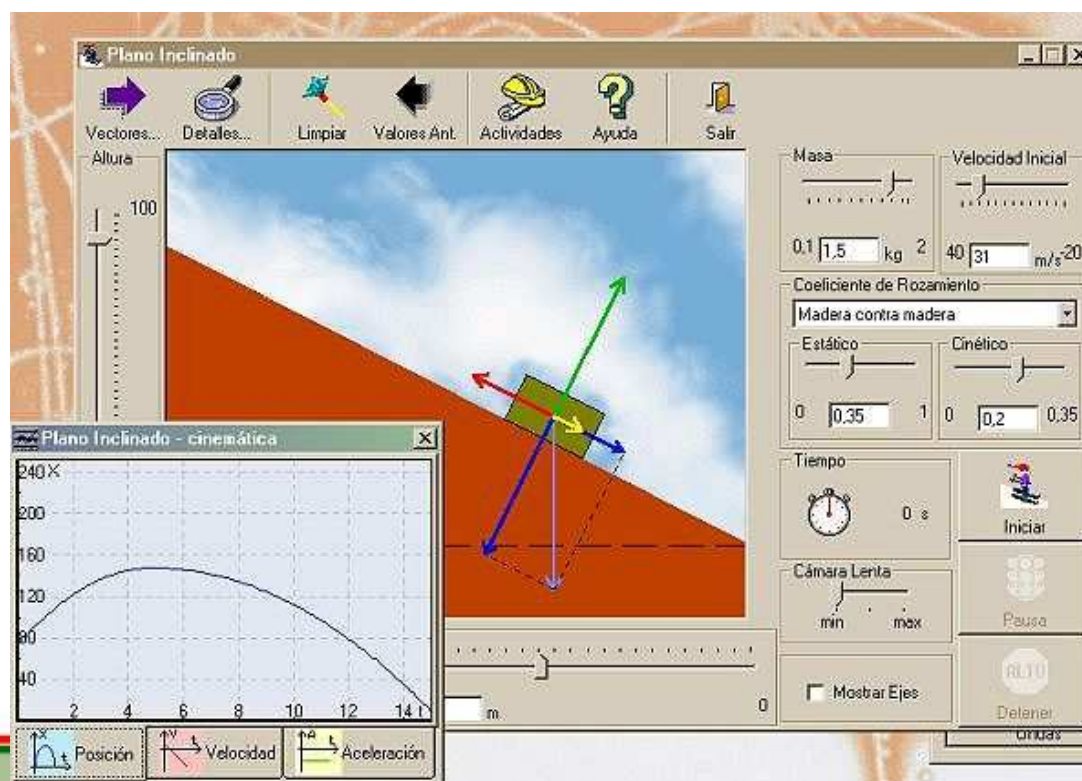 Plano Inclinado
Vectores... Detalles... Limpiar Valores Ant. Actividades Ayuda Salir
Altura
100
Masa
0,1 1,5 kg 2
Velocidad Inicial
40 31 m/s -20
Coeficiente de Rozamiento
Madera contra madera
Estático
0 0,35 1
Cinético
0 0,2 0,35
Tiempo
0 s
Iniciar
Cámara Lenta
min max
Pausa
Mostrar Ejes
ALTO
Detener
m. 0
Ondas
Plano Inclinado - cinemática
240 X
200
160
120
80
40
2 4 6 8 10 12 14 t
Posición Velocidad Aceleración